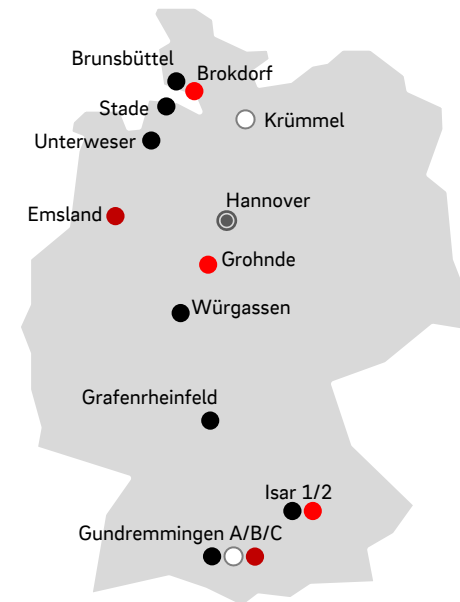 Brunsbüttel
Brokdorf
Stade
Krümmel
Unterweser
Hannover
Emsland
Grohnde
Würgassen
Grafenrheinfeld
Isar 1/2
Gundremmingen A/B/C